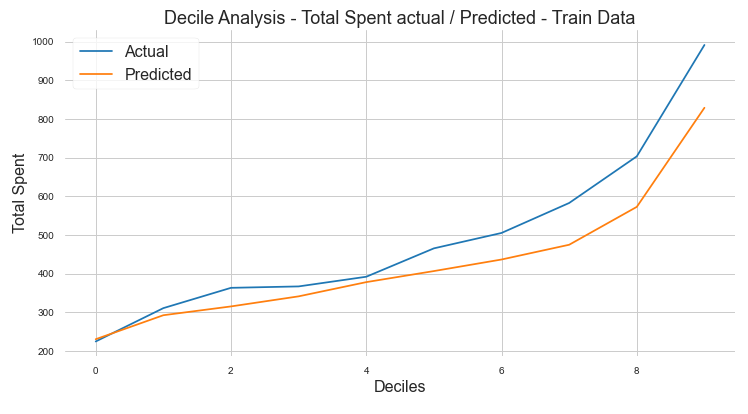 Decile Analysis - Total Spent actual / Predicted - Train Data
Actual
Predicted
Total Spent
1000
900
800
700
600
500
400
300
200
0
2
4
6
8
Deciles